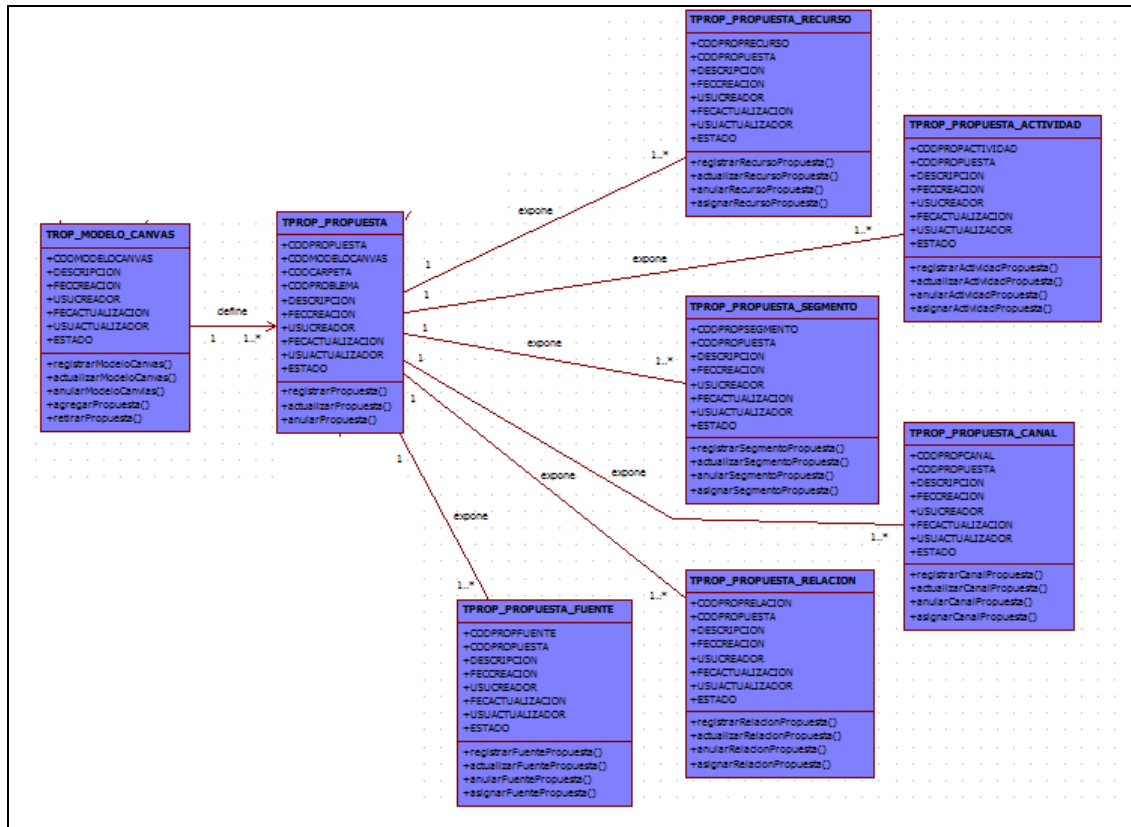 TPROP_PROPUESTA_RECURSO
+CODPROPRECURSO
+CODPROPUESTA
+DESCRIPCION
+FECCREACION
+USUCREADOR
+FECACTUALIZACION
+USUACTUALIZADOR
+ESTADO
+registrarRecursoPropuesta()
+actualizarRecursoPropuesta()
+anularRecursoPropuesta()
+asignarRecursoPropuesta()
TPROP_PROPUESTA_ACTIVIDAD
+CODPROPACTIVIDAD
+CODPROPUESTA
+DESCRIPCION
+FECCREACION
+USUCREADOR
+FECACTUALIZACION
+USUACTUALIZADOR
+ESTADO
+registrarActividadPropuesta()
+actualizarActividadPropuesta()
+anularActividadPropuesta()
+asignarActividadPropuesta()
TROP_MODELO_CANVAS
+CODMODELOCANVAS
+DESCRIPCION
+FECCREACION
+USUCREADOR
+FECACTUALIZACION
+USUACTUALIZADOR
+ESTADO
+registrarModeloCanvas()
+actualizarModeloCanvas()
+anularModeloCanvas()
+agregarPropuesta()
+retirarPropuesta()
define
1
1..*
TPROP_PROPUESTA
+CODPROPUESTA
+CODMODELOCANVAS
+CODCARPETA
+CODPROBLEMA
+DESCRIPCION
+FECCREACION
+USUCREADOR
+FECACTUALIZACION
+USUACTUALIZADOR
+ESTADO
+registrarPropuesta()
+actualizarPropuesta()
+anularPropuesta()
1
expone
1..*
1
expone
1..*
1
expone
1..*
1
expone
1..*
1
expone
1..*
1
expone
1..*
TPROP_PROPUESTA_SEGMENTO
+CODPROPSEGMENTO
+CODPROPUESTA
+DESCRIPCION
+FECCREACION
+USUCREADOR
+FECACTUALIZACION
+USUACTUALIZADOR
+ESTADO
+registrarSegmentoPropuesta()
+actualizarSegmentoPropuesta()
+anularSegmentoPropuesta()
+asignarSegmentoPropuesta()
TPROP_PROPUESTA_CANAL
+CODPROPCANAL
+CODPROPUESTA
+DESCRIPCION
+FECCREACION
+USUCREADOR
+FECACTUALIZACION
+USUACTUALIZADOR
+ESTADO
+registrarCanalPropuesta()
+actualizarCanalPropuesta()
+anularCanalPropuesta()
+asignarCanalPropuesta()
TPROP_PROPUESTA_RELACION
+CODPROPRELACION
+CODPROPUESTA
+DESCRIPCION
+FECCREACION
+USUCREADOR
+FECACTUALIZACION
+USUACTUALIZADOR
+ESTADO
+registrarRelacionPropuesta()
+actualizarRelacionPropuesta()
+anularRelacionPropuesta()
+asignarRelacionPropuesta()
TPROP_PROPUESTA_FUENTE
+CODPROPFUENTE
+CODPROPUESTA
+DESCRIPCION
+FECCREACION
+USUCREADOR
+FECACTUALIZACION
+USUACTUALIZADOR
+ESTADO
+registrarFuentePropuesta()
+actualizarFuentePropuesta()
+anularFuentePropuesta()
+asignarFuentePropuesta()